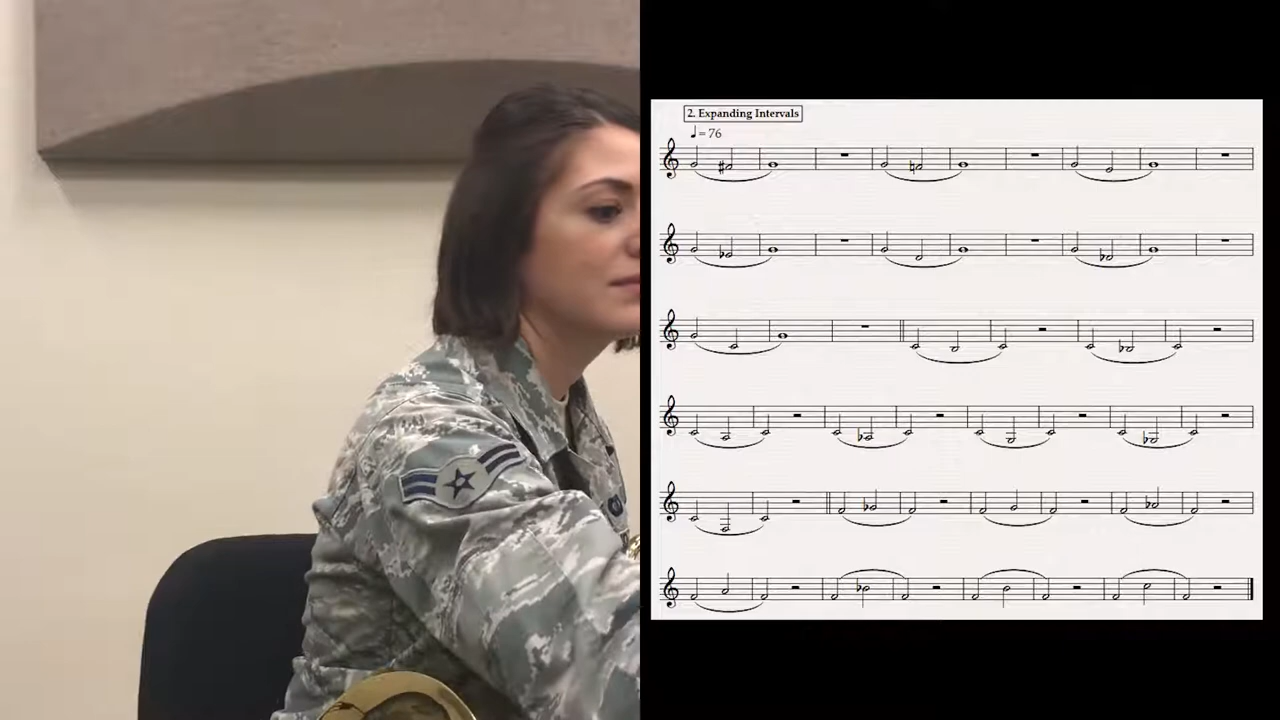 2. Expanding Intervals
♩ = 76